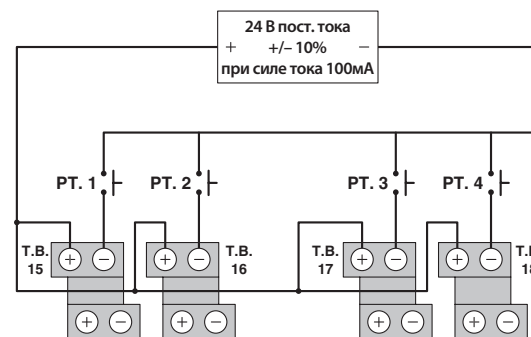 24 В пост. тока
+ +/– 10% –
при силе тока 100мА
PT. 1 PT. 2 PT. 3 PT. 4
T.B. 15 + – + – T.B. 16 T.B. 17 + – + –
+ – + – + – + –